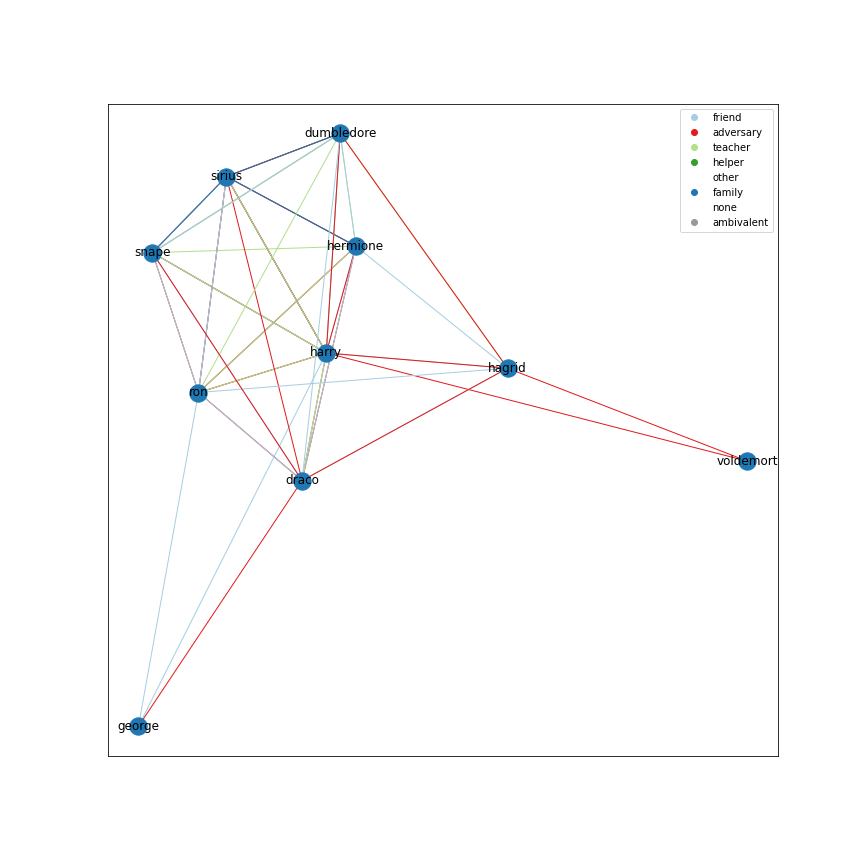 dumbledore
friend
adversary
teacher
helper
other
family
none
ambivalent
sirius
hermione
snape
harry
hagrid
ron
voldemort
draco
george